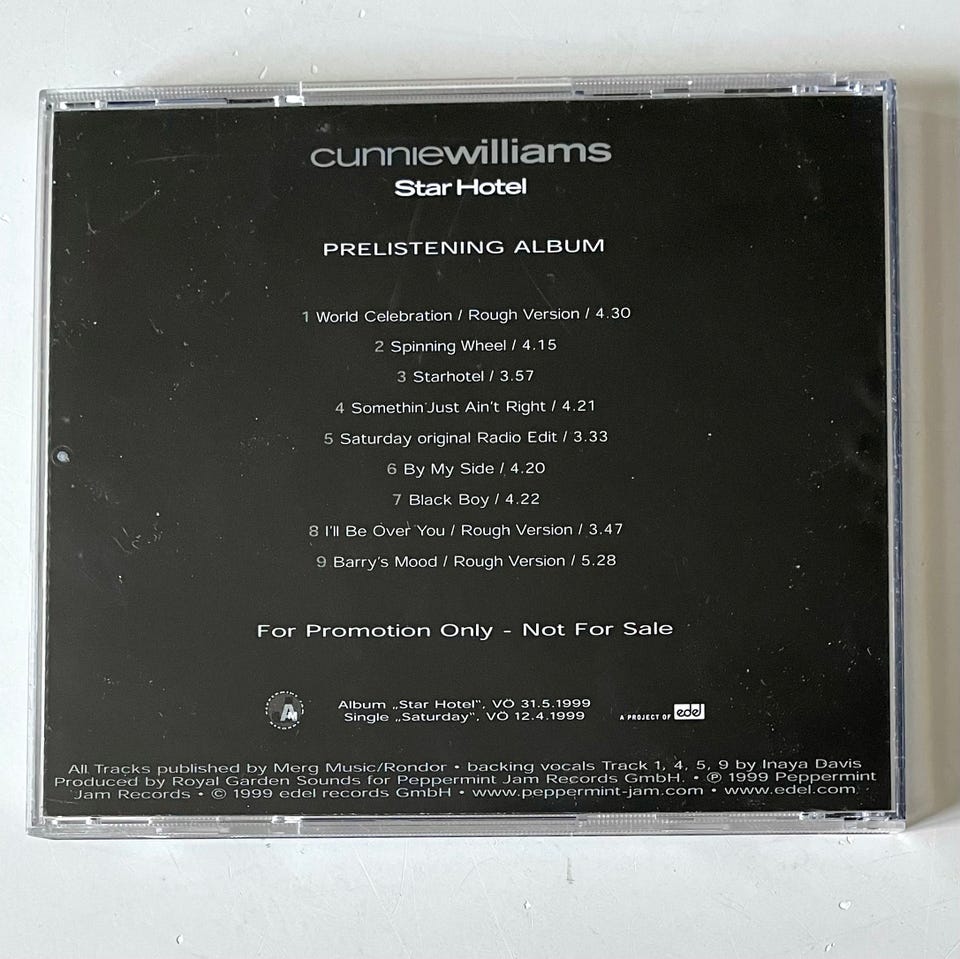 cunniewilliams
Star Hotel
PRELISTENING ALBUM
1 World Celebration / Rough Version / 4.30
2 Spinning Wheel / 4.15
3 Starhotel / 3.57
4 Somethin'Just Ain't Right / 4.21
5 Saturday original Radio Edit / 3.33
6 By My Side / 4.20
7 Black Boy / 4.22
8 I'll Be Over You / Rough Version / 3.47
9 Barry's Mood / Rough Version / 5.28
For Promotion Only - Not For Sale
Album „Star Hotel", VÖ 31.5.1999
Single „Saturday", VÖ 12.4.1999
A PROJECT OF edel
All Tracks published by Merg Music/Rondor • backing vocals Track 1, 4, 5, 9 by Inaya Davis
Produced by Royal Garden Sounds for Peppermint Jam Records GmbH. • ℗ 1999 Peppermint
Jam Records • © 1999 edel records GmbH • www.peppermint-jam.com • www.edel.com